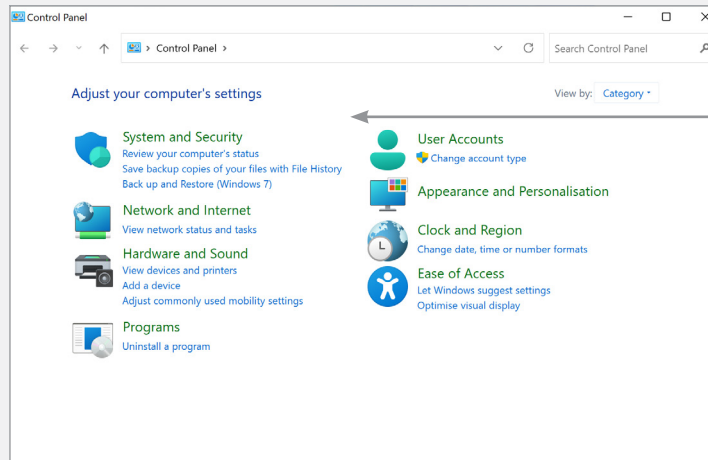 Control Panel
Control Panel
Search Control Panel
Adjust your computer's settings
View by: Category
System and Security
Review your computer's status
Save backup copies of your files with File History
Back up and Restore (Windows 7)
Network and Internet
View network status and tasks
Hardware and Sound
View devices and printers
Add a device
Adjust commonly used mobility settings
Programs
Uninstall a program
User Accounts
Change account type
Appearance and Personalisation
Clock and Region
Change date, time or number formats
Ease of Access
Let Windows suggest settings
Optimise visual display